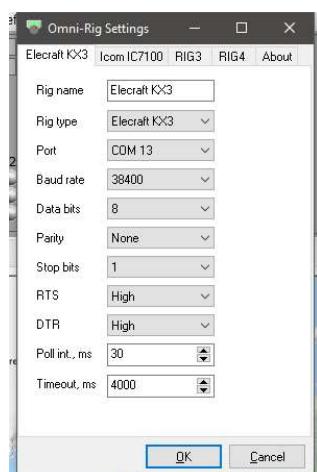 Omni-Rig Settings
Elecraft KX3 Icom IC7100 RIG3 RIG4 About
Rig name Elecraft KX3
Rig type Elecraft KX3
Port COM 13
Baud rate 38400
Data bits 8
Parity None
Stop bits 1
RTS High
DTR High
Poll int., ms 30
Timeout, ms 4000
OK Cancel